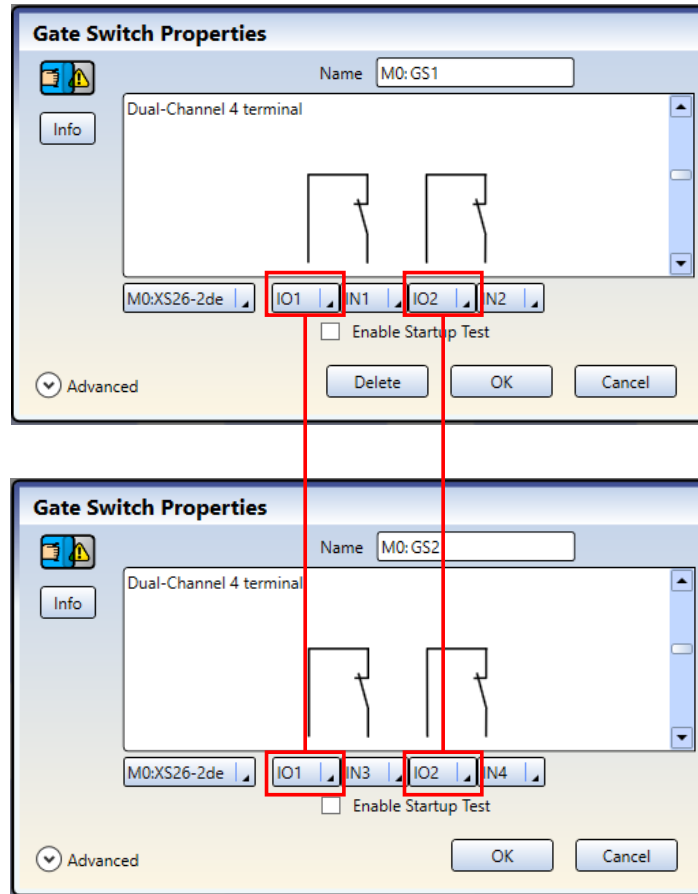 Gate Switch Properties
Name M0:GS1
Dual-Channel 4 terminal
Info
M0:XS26-2de IO1 IN1 IO2 IN2
Enable Startup Test
Advanced Delete OK Cancel
Gate Switch Properties
Name M0:GS2
Dual-Channel 4 terminal
Info
M0:XS26-2de IO1 IN3 IO2 IN4
Enable Startup Test
Advanced OK Cancel